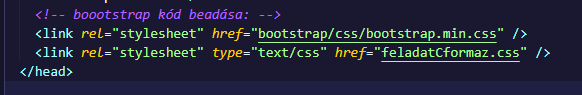 <!-- boootstrap kód beadása: -->
<link rel="stylesheet" href="bootstrap/css/bootstrap.min.css" />
<link rel="stylesheet" type="text/css" href="feladatCformaz.css" />
</head>